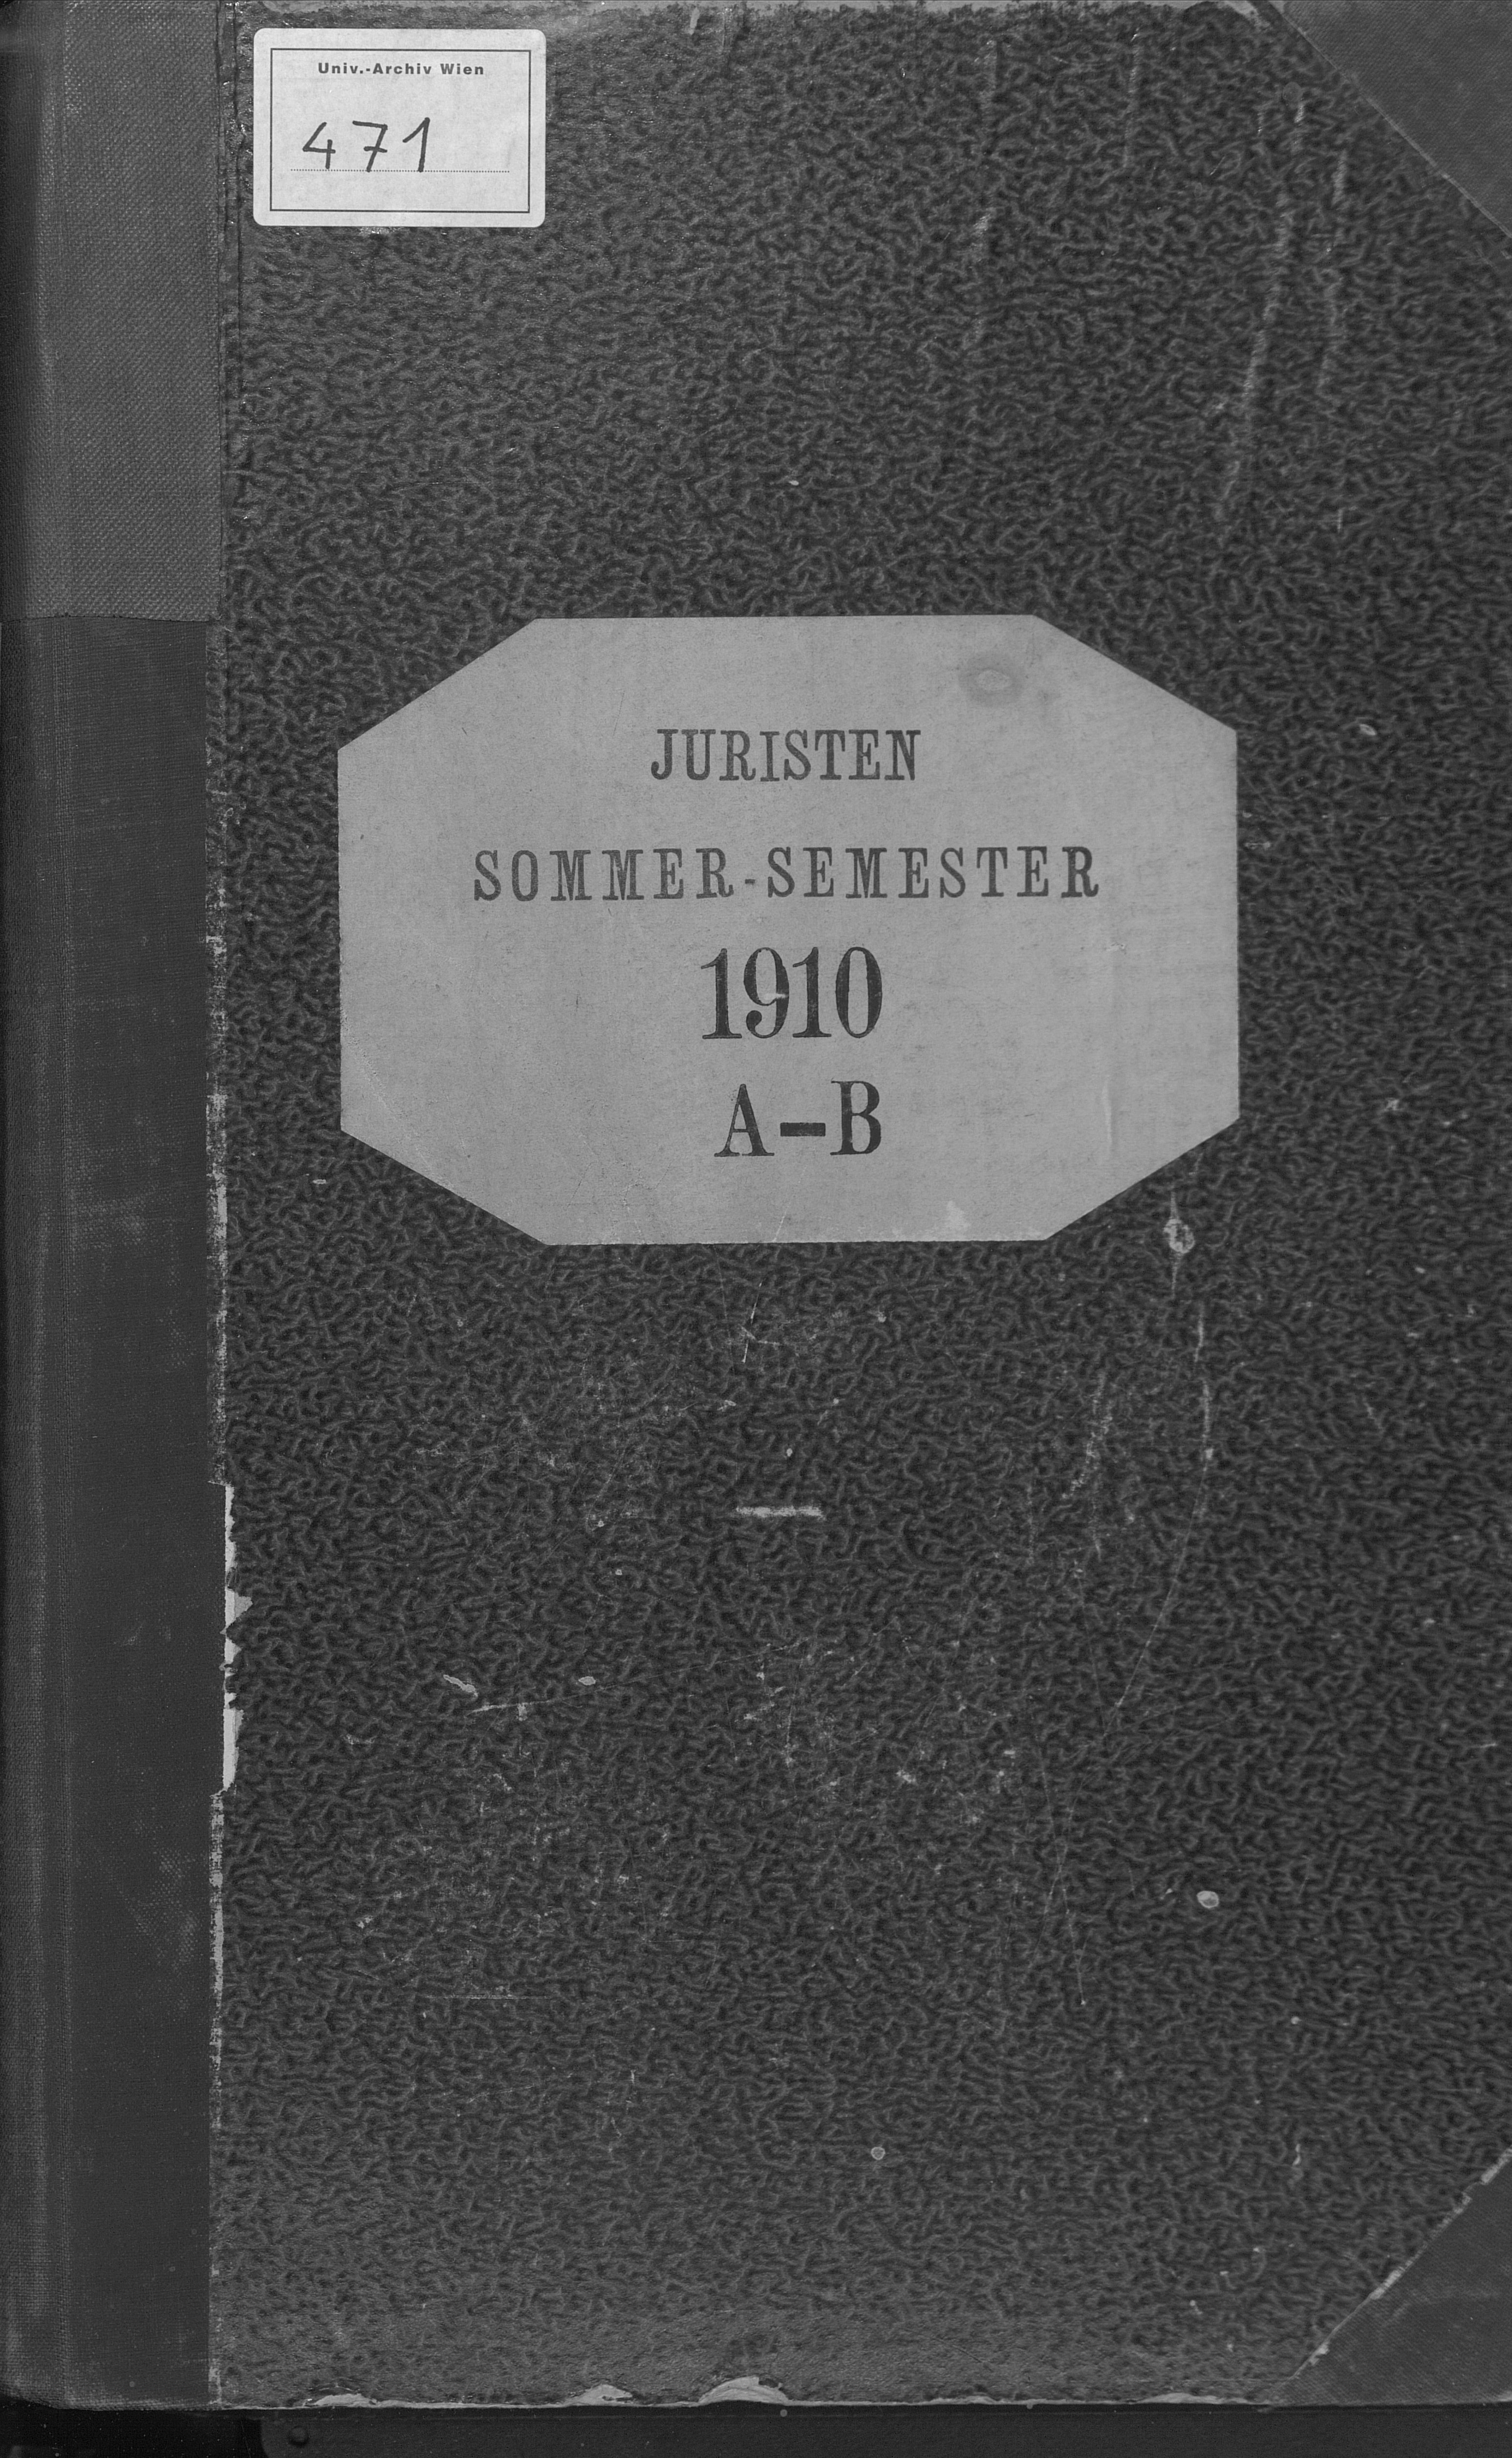 Univ.-Archiv Wien
471
JURISTEN
SOMMER-SEMESTER
1910
A-B